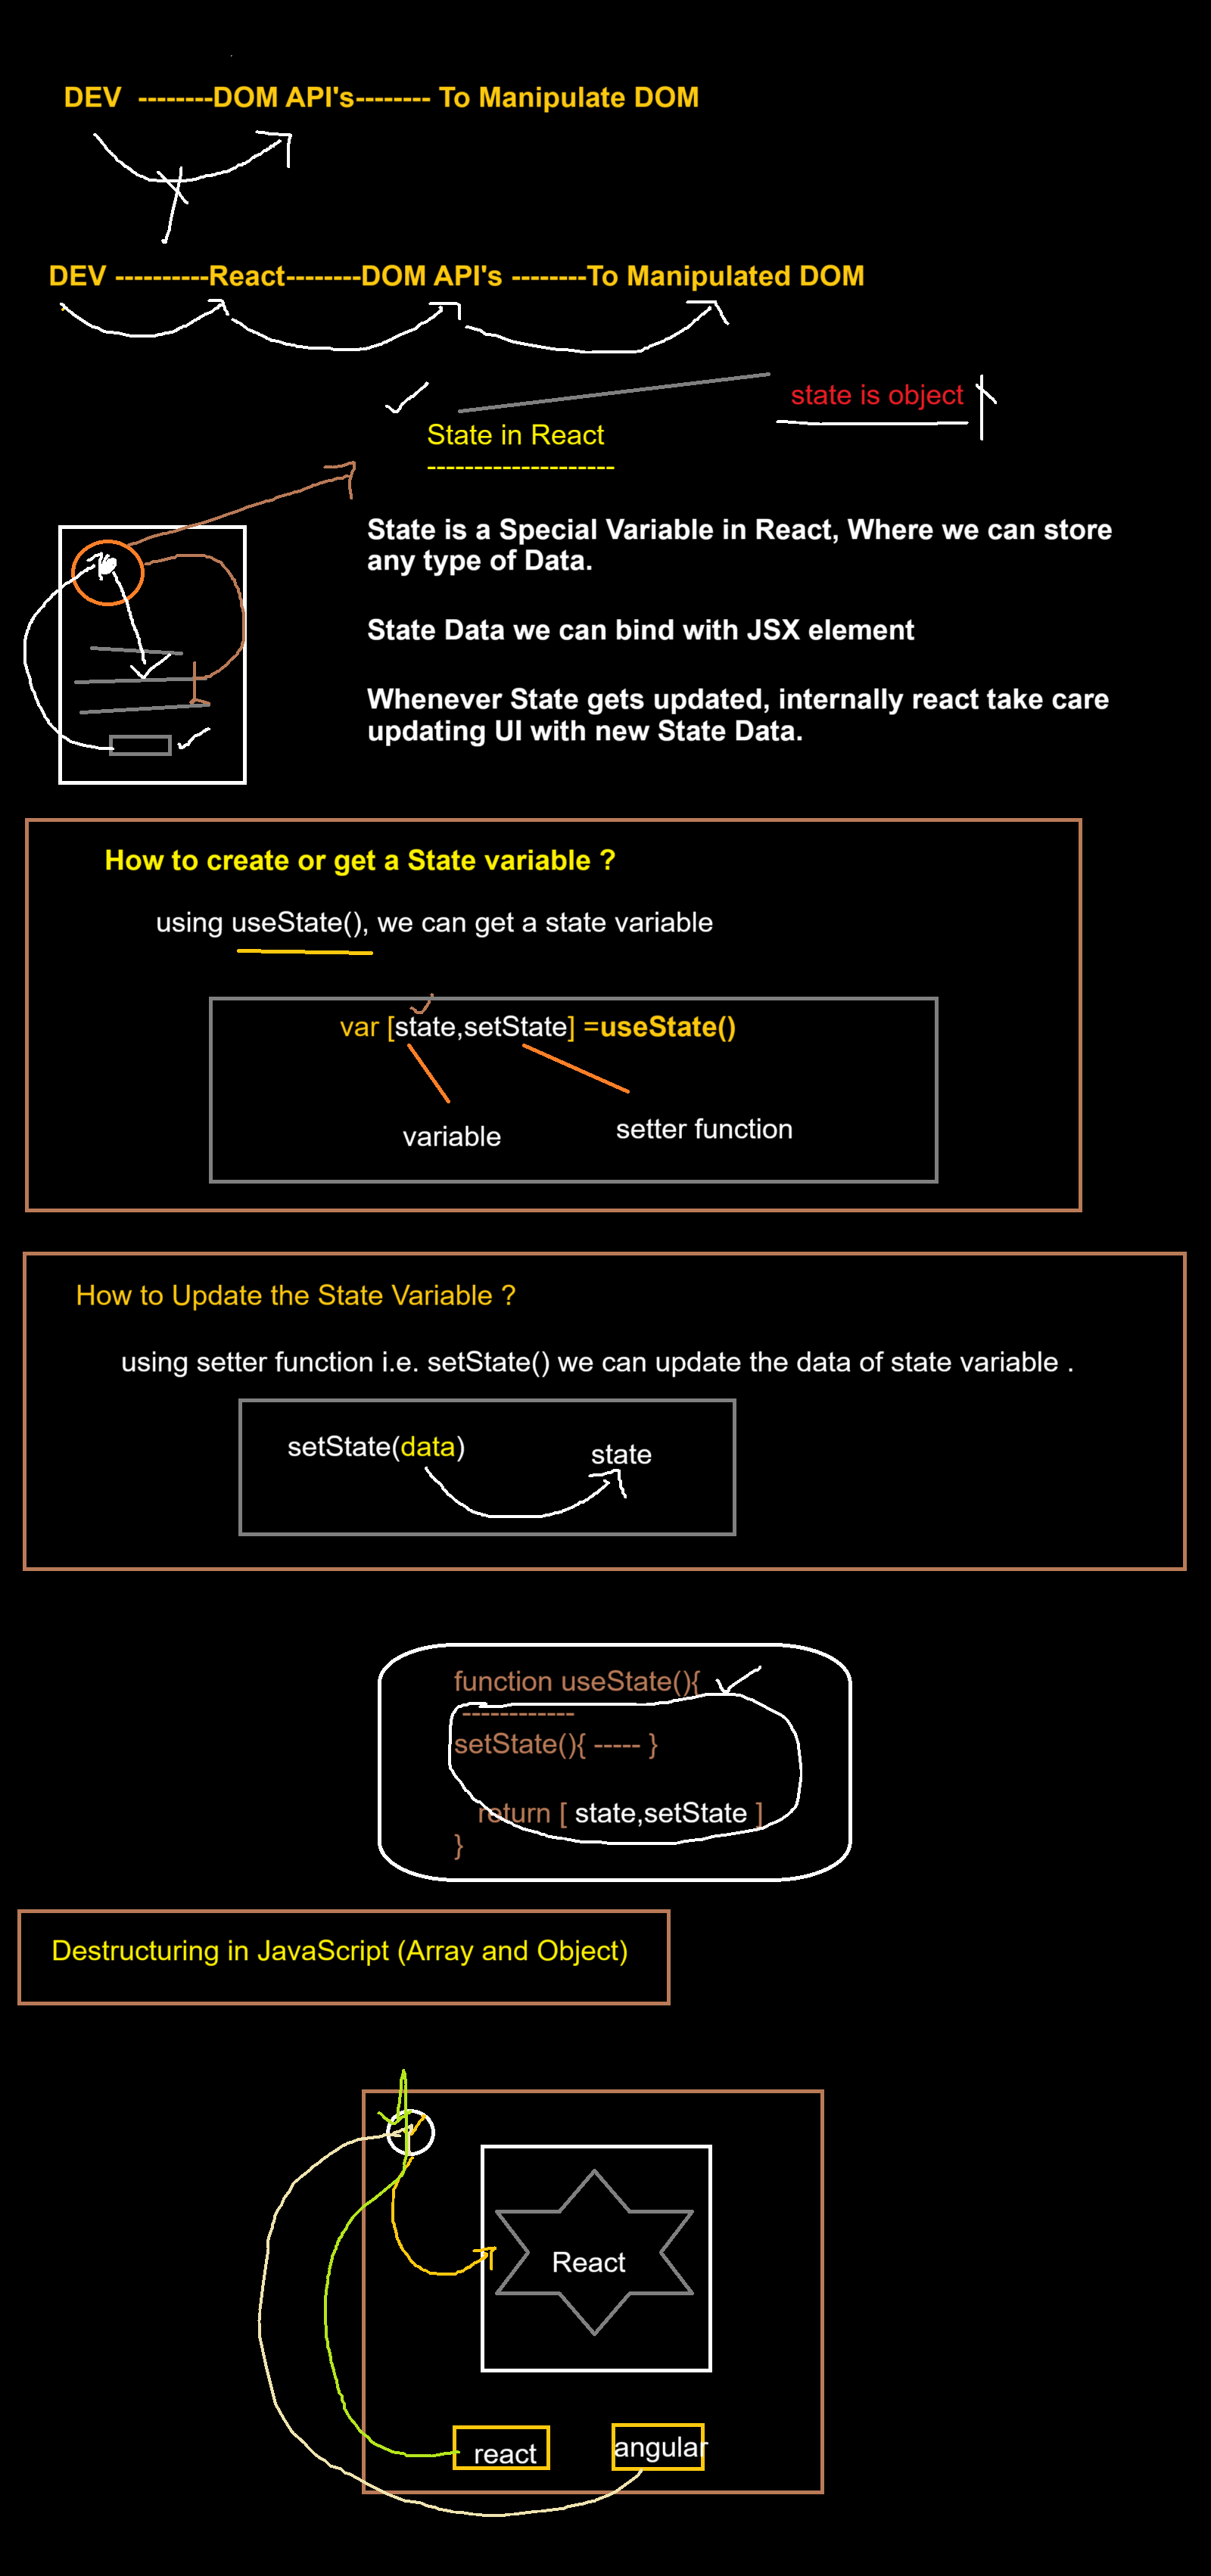 DEV --------DOM API's-------- To Manipulate DOM
DEV ----------React--------DOM API's --------To Manipulated DOM
state is object
State in React
--------------------
State is a Special Variable in React, Where we can store
any type of Data.
State Data we can bind with JSX element
Whenever State gets updated, internally react take care
updating UI with new State Data.
How to create or get a State variable ?
using useState(), we can get a state variable
var [state,setState] =useState()
variable
setter function
How to Update the State Variable ?
using setter function i.e. setState() we can update the data of state variable .
setState(data)
state
function useState(){
------------
setState(){ ----- }
return [ state,setState ]
}
Destructuring in JavaScript (Array and Object)
React
react
angular